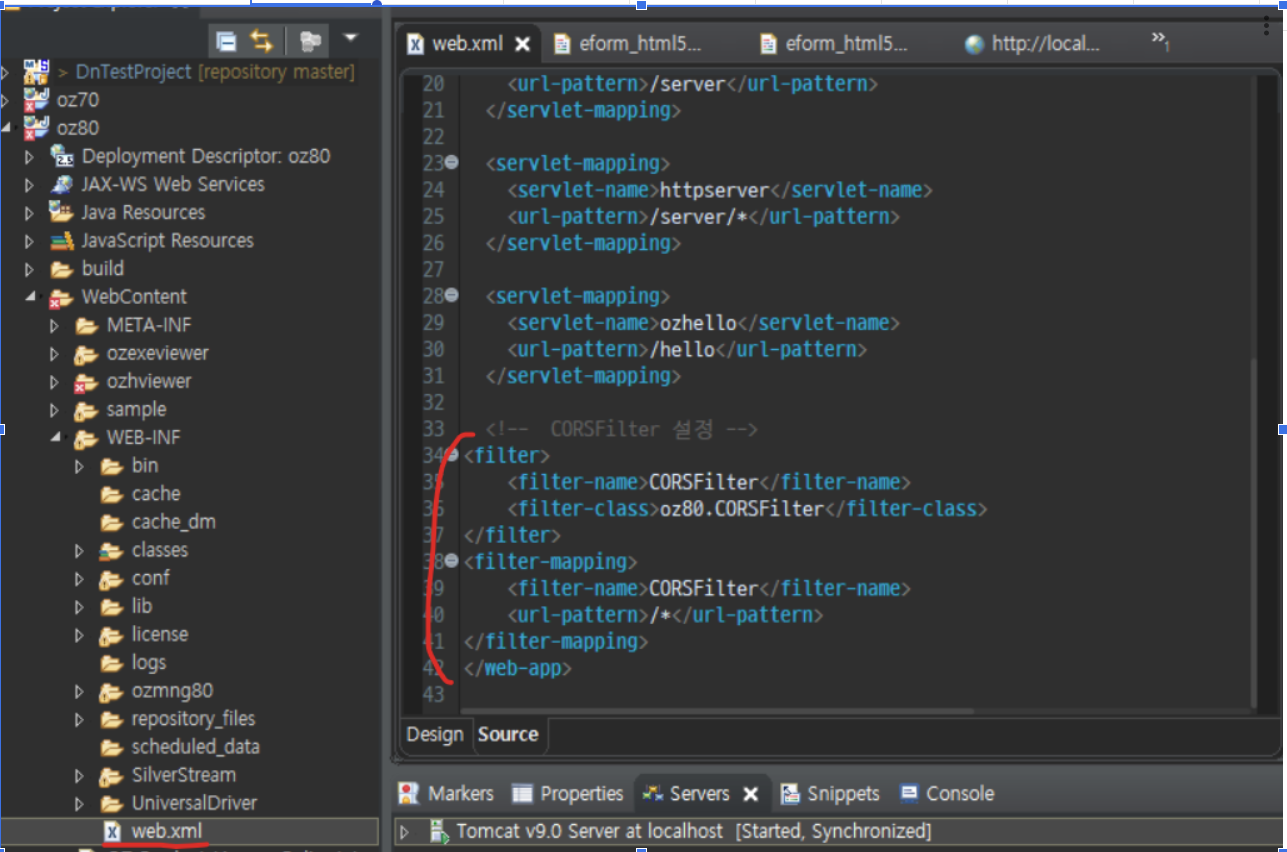 > DnTestProject [repository master]
oz70
oz80
Deployment Descriptor: oz80
JAX-WS Web Services
Java Resources
JavaScript Resources
build
WebContent
META-INF
ozexeviewer
ozhviewer
sample
WEB-INF
bin
cache
cache_dm
classes
conf
lib
license
logs
ozmng80
repository_files
scheduled_data
SilverStream
UniversalDriver
web.xml
web.xml eform_html5... eform_html5... http://local... »1
20 <url-pattern>/server</url-pattern>
21 </servlet-mapping>
22
23 <servlet-mapping>
24 <servlet-name>httpserver</servlet-name>
25 <url-pattern>/server/*</url-pattern>
26 </servlet-mapping>
27
28 <servlet-mapping>
29 <servlet-name>ozhello</servlet-name>
30 <url-pattern>/hello</url-pattern>
31 </servlet-mapping>
32
33 <!-- CORSFilter 설정 -->
34 <filter>
35 <filter-name>CORSFilter</filter-name>
36 <filter-class>oz80.CORSFilter</filter-class>
37 </filter>
38 <filter-mapping>
39 <filter-name>CORSFilter</filter-name>
40 <url-pattern>/*</url-pattern>
41 </filter-mapping>
42 </web-app>
43
Design Source
Markers Properties Servers Snippets Console
Tomcat v9.0 Server at localhost [Started, Synchronized]